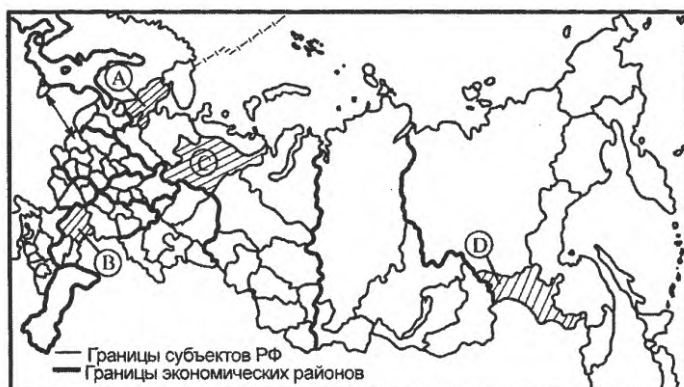 A
C
B
D
Границы субъектов РФ
Границы экономических районов